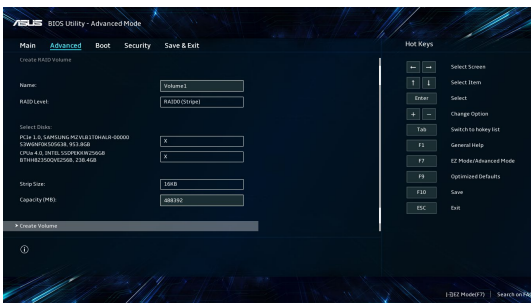 ASUS BIOS Utility - Advanced Mode
Main Advanced Boot Security Save & Exit
Hot Keys
Create RAID Volume
Name: Volume1
RAID Level: RAID0 (Stripe)
Select Disks:
PCIe 1.0, SAMSUNG MZVLB1T0HALR-00000
S3W6NF0K505638, 953.8GB X
CPUa 4.0, INTEL SSDPEKKW256G8
BTHH82350QVE256B, 238.4GB X
Strip Size: 16KB
Capacity (MB): 488392
Create Volume
← → Select Screen
↑ ↓ Select Item
Enter Select
+ - Change Option
Tab Switch to hokey list
F1 General Help
F7 EZ Mode/Advanced Mode
F9 Optimized Defaults
F10 Save
ESC Exit
EZ Mode(F7) | Search on